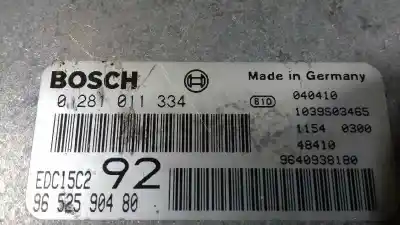 BOSCH
Made in Germany
0 281 011 334
B10
040410
1039S03465
1154 0300
48410
9640938180
EDC15C2 92
96 525 904 80